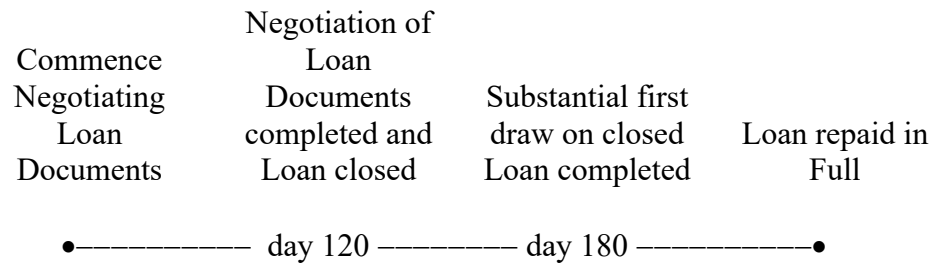 Commence
Negotiating
Loan
Documents
Negotiation of
Loan
Documents
completed and
Loan closed
Substantial first
draw on closed
Loan completed
Loan repaid in
Full
•–––––––––– day 120 –––––––– day 180 ––––––––––•